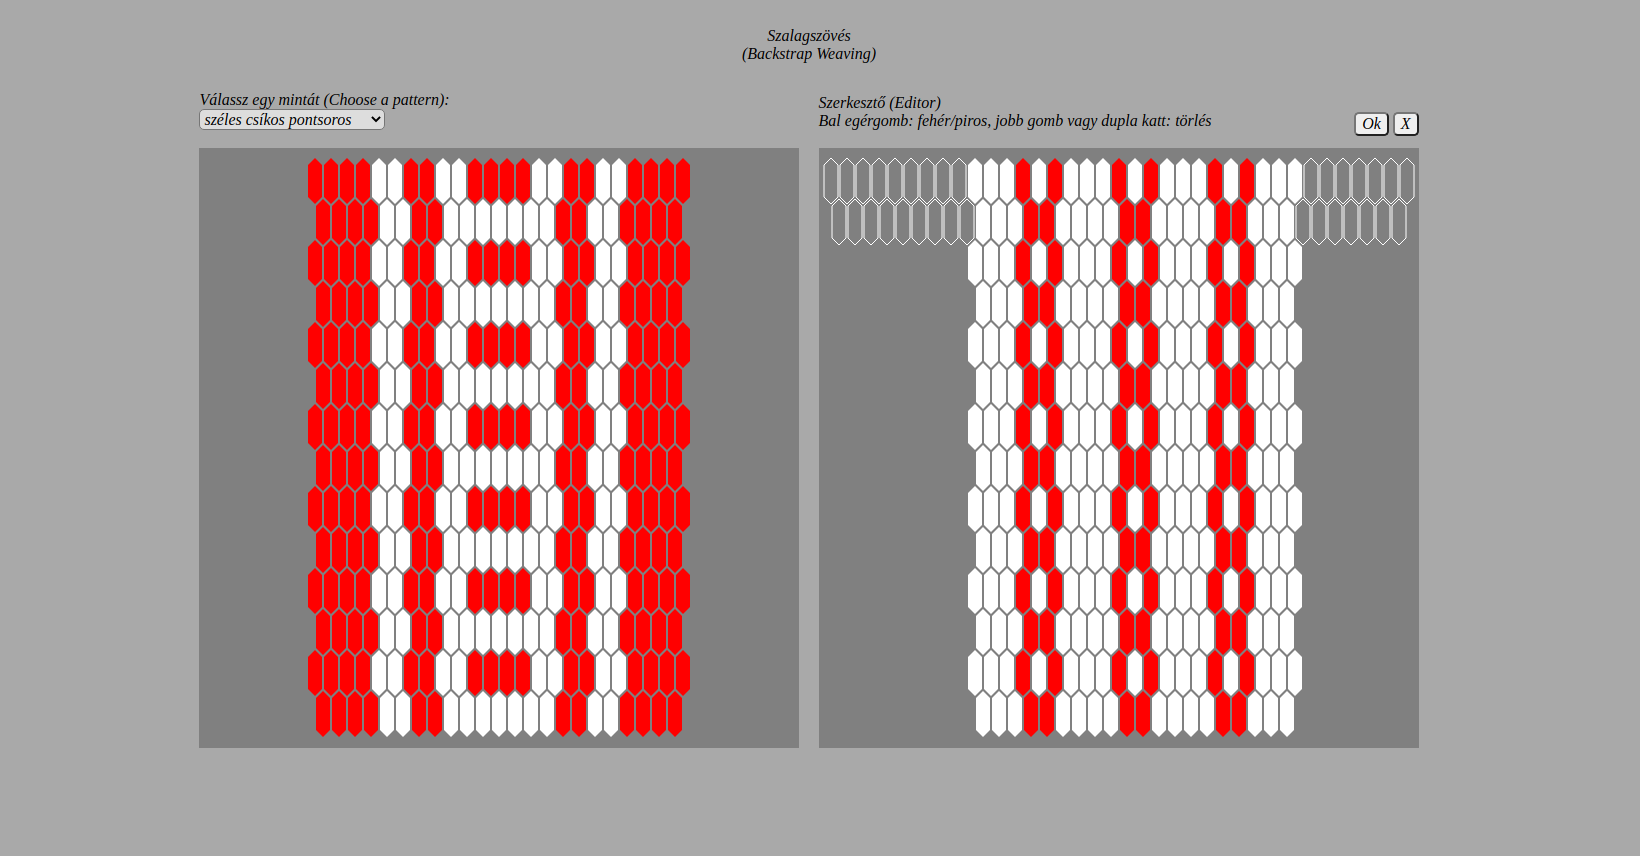 Szalagszövés
(Backstrap Weaving)
Válassz egy mintát (Choose a pattern):
széles csíkos pontsoros
Szerkesztő (Editor)
Bal egérgomb: fehér/piros, jobb gomb vagy dupla katt: törlés
Ok X